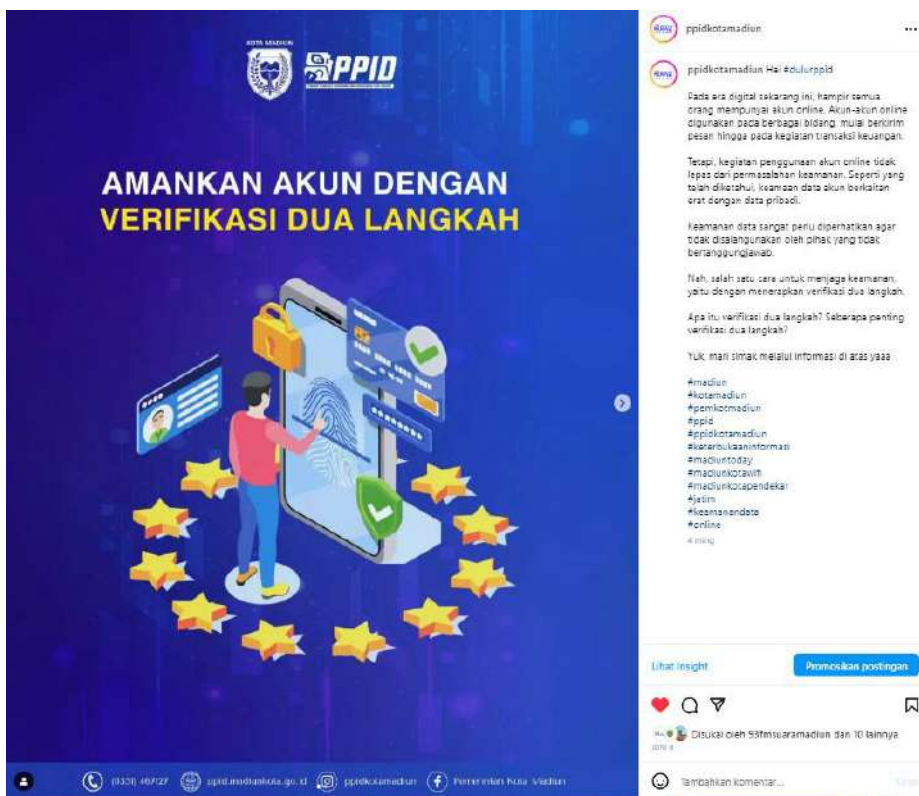 KOTA MADIUN
PPID
AMANKAN AKUN DENGAN
VERIFIKASI DUA LANGKAH
ppid.madiunkota.go.id
ppidkotamadiun
Pemerintah Kota Madiun
ppidkotamadiun
ppidkotamadiun Hai #dulurppid
Pada era digital sekarang ini, hampir semua
orang mempunyai akun online. Akun-akun online
digunakan pada berbagai bidang, mulai berkirim
pesan hingga pada kegiatan transaksi keuangan.
Tetapi, kegiatan penggunaan akun online tidak
lepas dari permasalahan keamanan. Seperti yang
telah diketahui, keamaan data akun berkaitan
erat dengan data pribadi.
Keamanan data sangat perlu diperhatikan agar
tidak disalangunakan oleh pihak yang tidak
bertanggungjawab.
Nah, salah satu cara untuk menjaga keamanan,
yaitu dengan menerapkan verifikasi dua langkah.
Apa itu verifikasi dua langkah? Seberapa penting
verifikasi dua langkah?
Yuk, mari simak melalui informasi di atas yaaa
#madiun
#kotamadiun
#pemkotmadiun
#ppid
#ppidkotamadiun
#keterbukaaninformasi
#madiuntoday
#madiunkotawifi
#madiunkotapendekar
#jatim
#keamanandata
#online
Lihat Insight
Promosikan postingan
Disukai oleh 93fmsuaramadiun dan 10 lainnya
Tambahkan komentar...